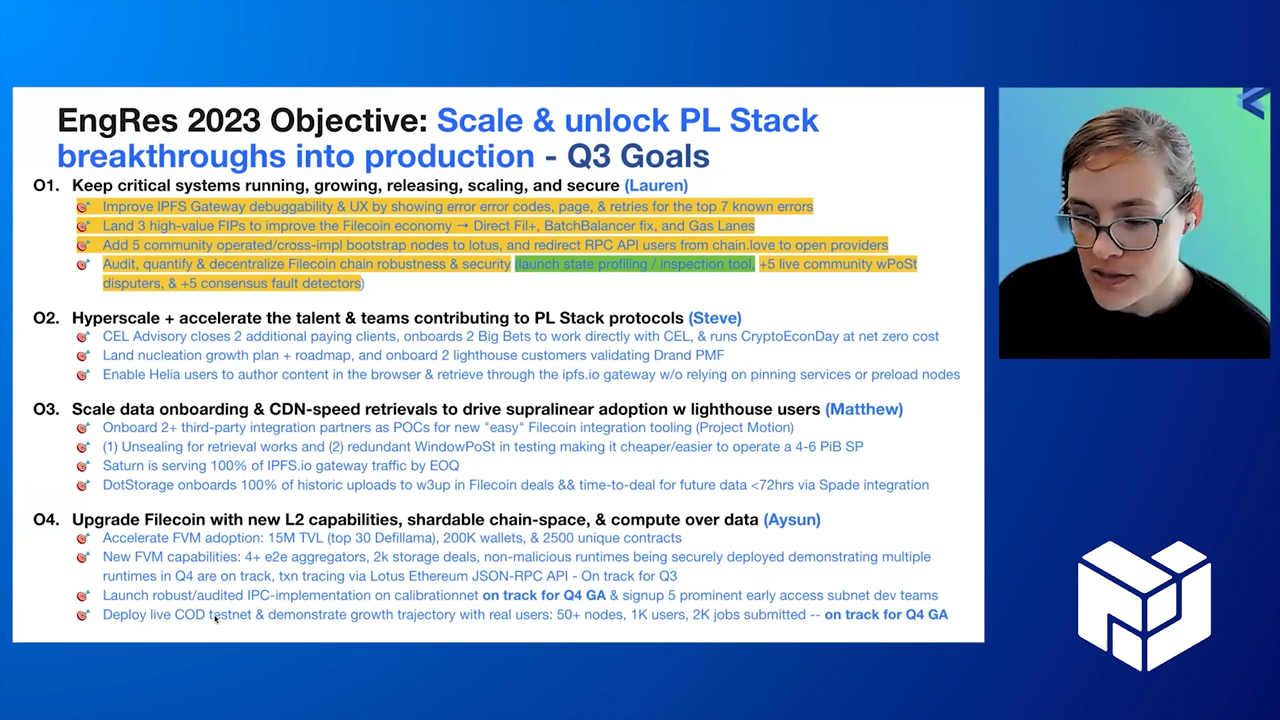 EngRes 2023 Objective: Scale & unlock PL Stack
breakthroughs into production - Q3 Goals
O1. Keep critical systems running, growing, releasing, scaling, and secure (Lauren)
Improve IPFS Gateway debuggability & UX by showing error error codes, page, & retries for the top 7 known errors
Land 3 high-value FIPs to improve the Filecoin economy → Direct Fil+, BatchBalancer fix, and Gas Lanes
Add 5 community operated/cross-impl bootstrap nodes to lotus, and redirect RPC API users from chain.love to open providers
Audit, quantify & decentralize Filecoin chain robustness & security (launch state profiling / inspection tool, +5 live community wPoSt
disputers, & +5 consensus fault detectors)
O2. Hyperscale + accelerate the talent & teams contributing to PL Stack protocols (Steve)
CEL Advisory closes 2 additional paying clients, onboards 2 Big Bets to work directly with CEL, & runs CryptoEconDay at net zero cost
Land nucleation growth plan + roadmap, and onboard 2 lighthouse customers validating Drand PMF
Enable Helia users to author content in the browser & retrieve through the ipfs.io gateway w/o relying on pinning services or preload nodes
O3. Scale data onboarding & CDN-speed retrievals to drive supralinear adoption w lighthouse users (Matthew)
Onboard 2+ third-party integration partners as POCs for new "easy" Filecoin integration tooling (Project Motion)
(1) Unsealing for retrieval works and (2) redundant WindowPoSt in testing making it cheaper/easier to operate a 4-6 PiB SP
Saturn is serving 100% of IPFS.io gateway traffic by EOQ
DotStorage onboards 100% of historic uploads to w3up in Filecoin deals && time-to-deal for future data <72hrs via Spade integration
O4. Upgrade Filecoin with new L2 capabilities, shardable chain-space, & compute over data (Aysun)
Accelerate FVM adoption: 15M TVL (top 30 Defillama), 200K wallets, & 2500 unique contracts
New FVM capabilities: 4+ e2e aggregators, 2k storage deals, non-malicious runtimes being securely deployed demonstrating multiple
runtimes in Q4 are on track, txn tracing via Lotus Ethereum JSON-RPC API - On track for Q3
Launch robust/audited IPC-implementation on calibrationnet on track for Q4 GA & signup 5 prominent early access subnet dev teams
Deploy live COD testnet & demonstrate growth trajectory with real users: 50+ nodes, 1K users, 2K jobs submitted -- on track for Q4 GA